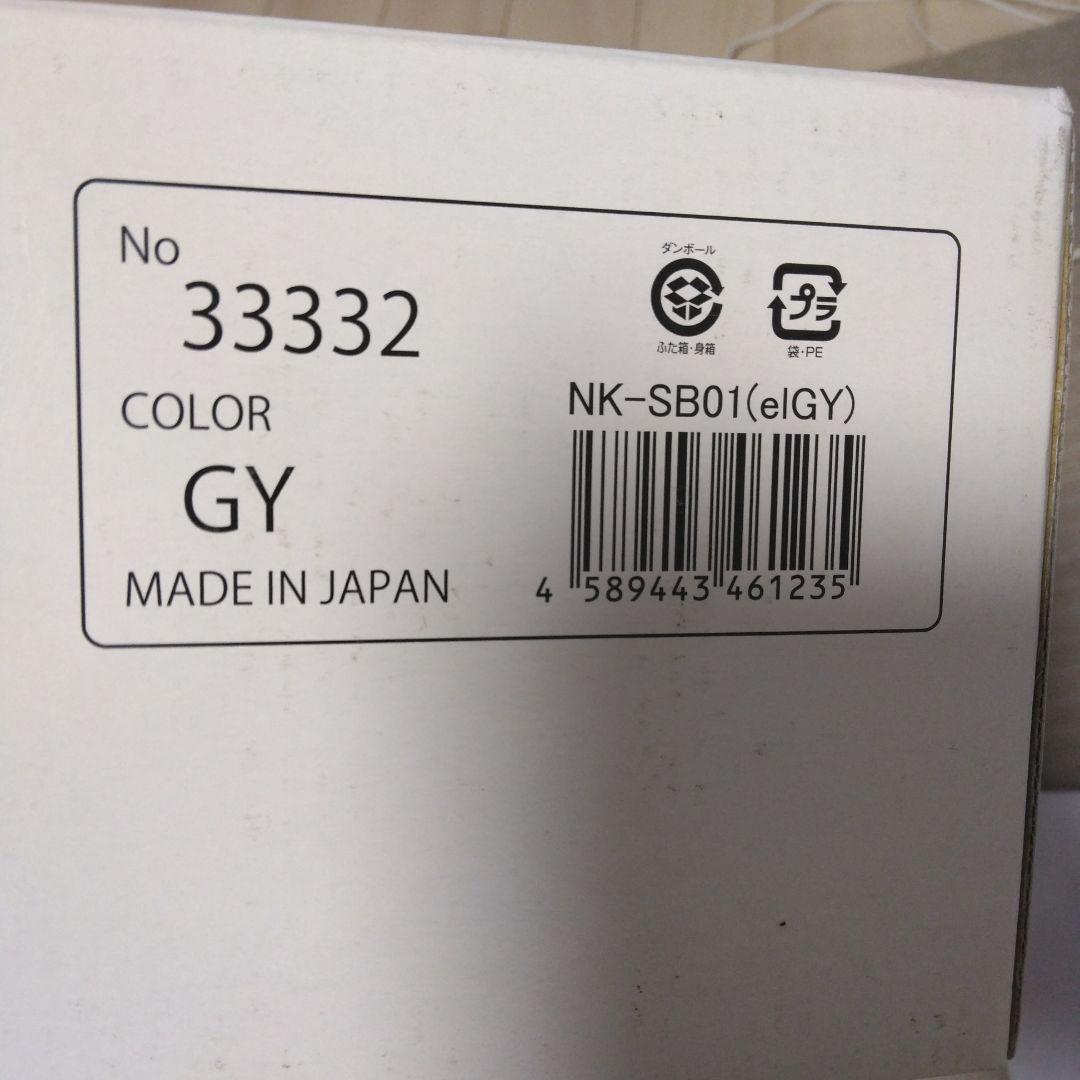 No
33332
COLOR
GY
MADE IN JAPAN
ダンボール
ふた箱・身箱
プラ
袋・PE
NK-SB01(elGY)
4 589443 461235